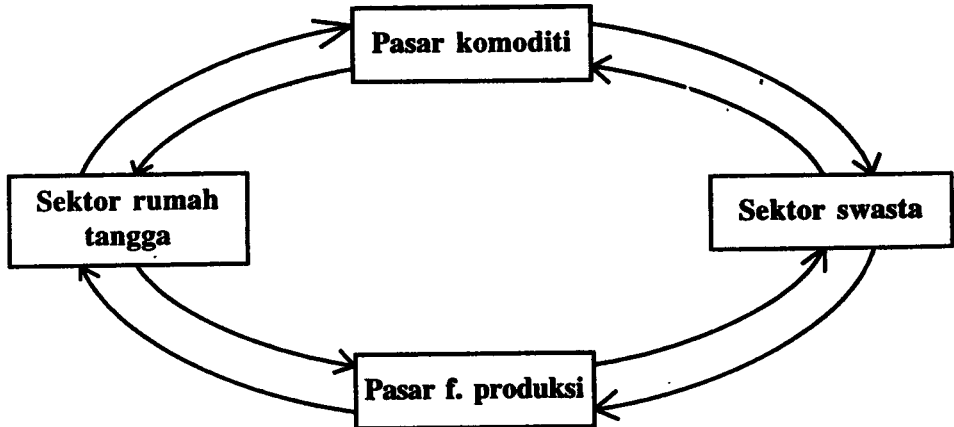 Pasar komoditi
Sektor rumah
tangga
Sektor swasta
Pasar f. produksi